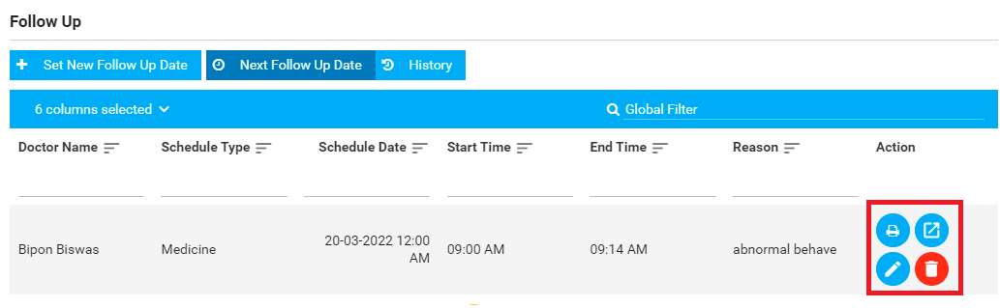 Follow Up
Set New Follow Up Date Next Follow Up Date History
6 columns selected Global Filter
Doctor Name Schedule Type Schedule Date Start Time End Time Reason Action
Bipon Biswas Medicine 20-03-2022 12:00 AM 09:00 AM 09:14 AM abnormal behave